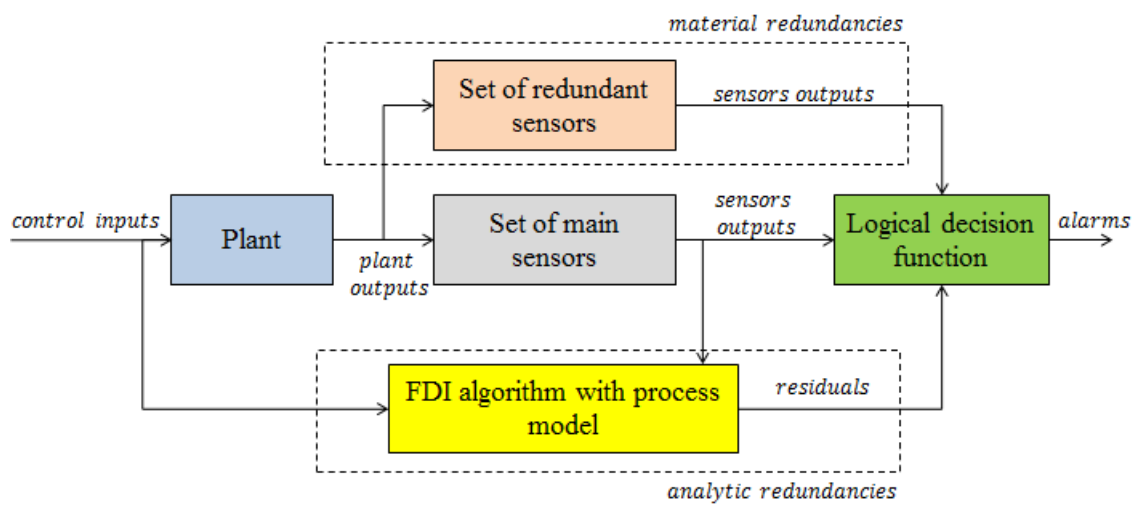 material redundancies
Set of redundant
sensors
sensors outputs
control inputs
Plant
plant
outputs
Set of main
sensors
sensors
outputs
Logical decision
function
alarms
FDI algorithm with process
model
residuals
analytic redundancies